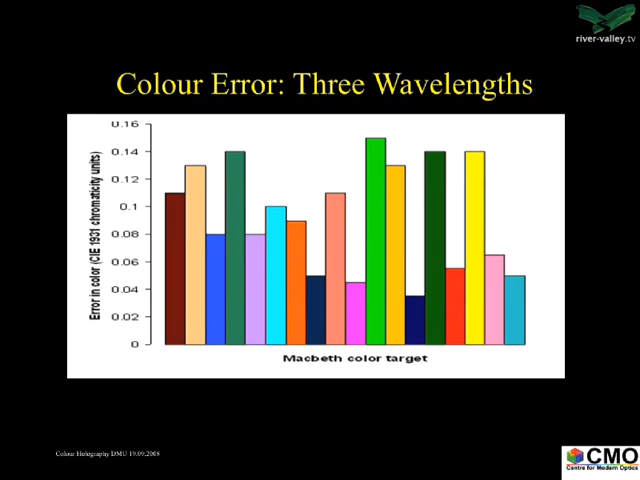 river-valley.tv
Colour Error: Three Wavelengths
0.16
0.14
0.12
0.1
0.08
0.06
0.04
0.02
0
Error in color (CIE 1931 chromaticity units)
Macbeth color target
Colour Holography DMU 19.09.2008
CMO
Centre for Modern Optics